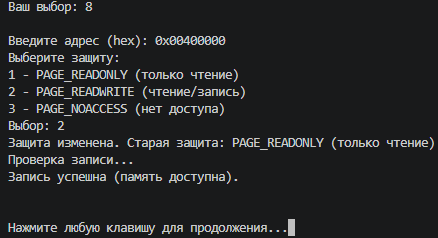 Ваш выбор: 8
Введите адрес (hex): 0x00400000
Выберите защиту:
1 - PAGE_READONLY (только чтение)
2 - PAGE_READWRITE (чтение/запись)
3 - PAGE_NOACCESS (нет доступа)
Выбор: 2
Защита изменена. Старая защита: PAGE_READONLY (только чтение)
Проверка записи...
Запись успешна (память доступна).
Нажмите любую клавишу для продолжения...